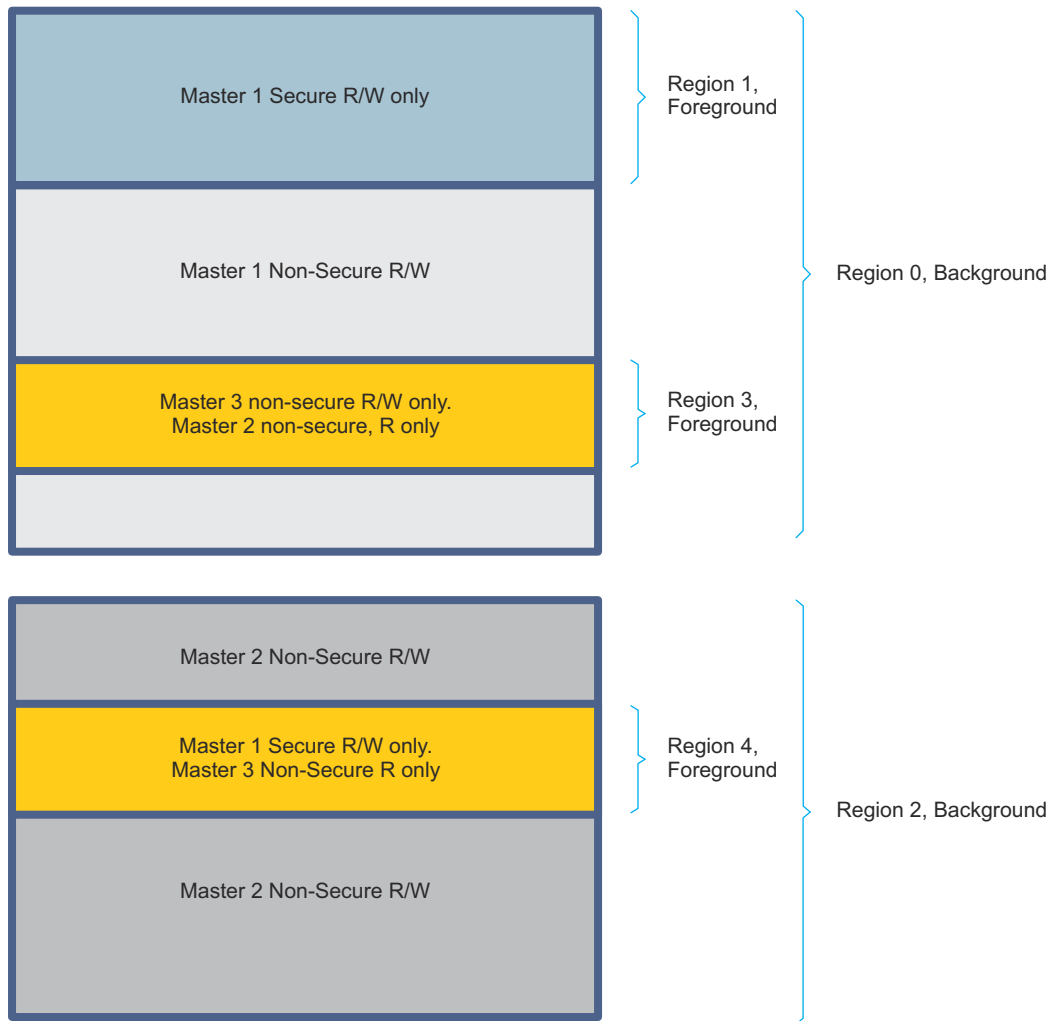 Master 1 Secure R/W only
Region 1,
Foreground
Master 1 Non-Secure R/W
Region 0, Background
Master 3 non-secure R/W only.
Master 2 non-secure, R only
Region 3,
Foreground
Master 2 Non-Secure R/W
Master 1 Secure R/W only.
Master 3 Non-Secure R only
Region 4,
Foreground
Region 2, Background
Master 2 Non-Secure R/W